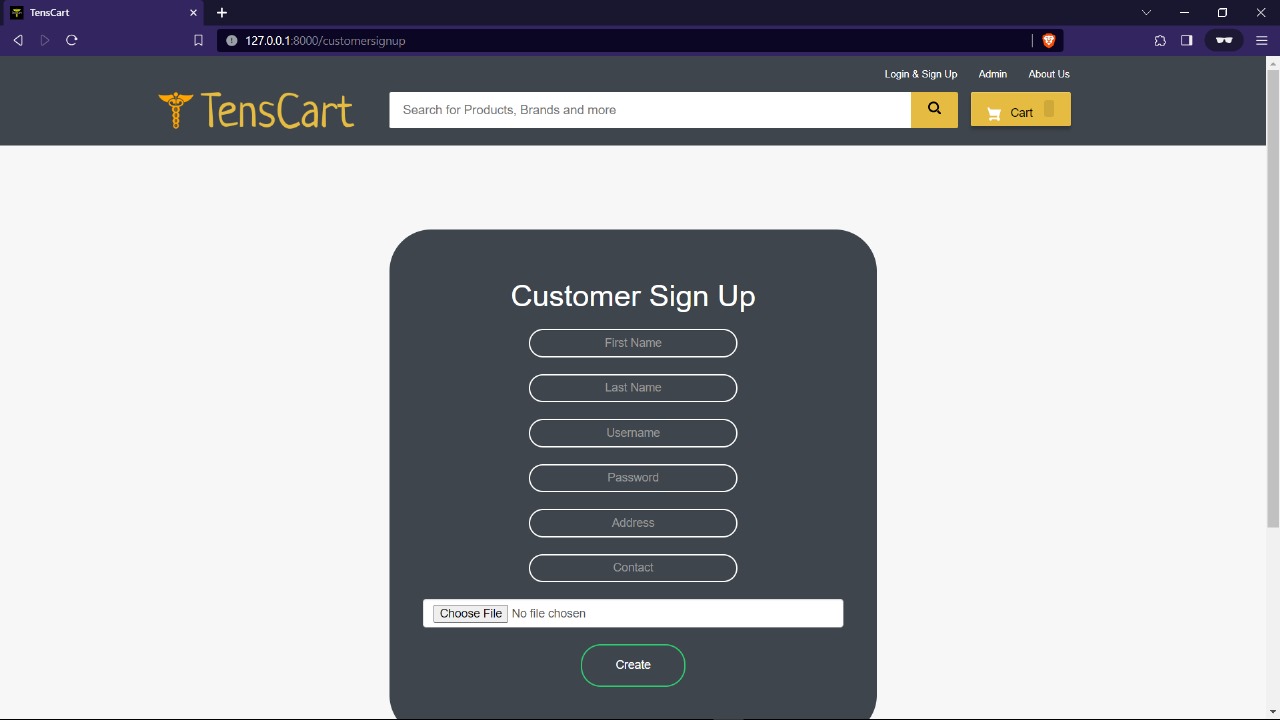 TensCart
127.0.0.1:8000/customersignup
Login & Sign Up Admin About Us
TensCart
Search for Products, Brands and more
Cart
Customer Sign Up
First Name
Last Name
Username
Password
Address
Contact
Choose File No file chosen
Create